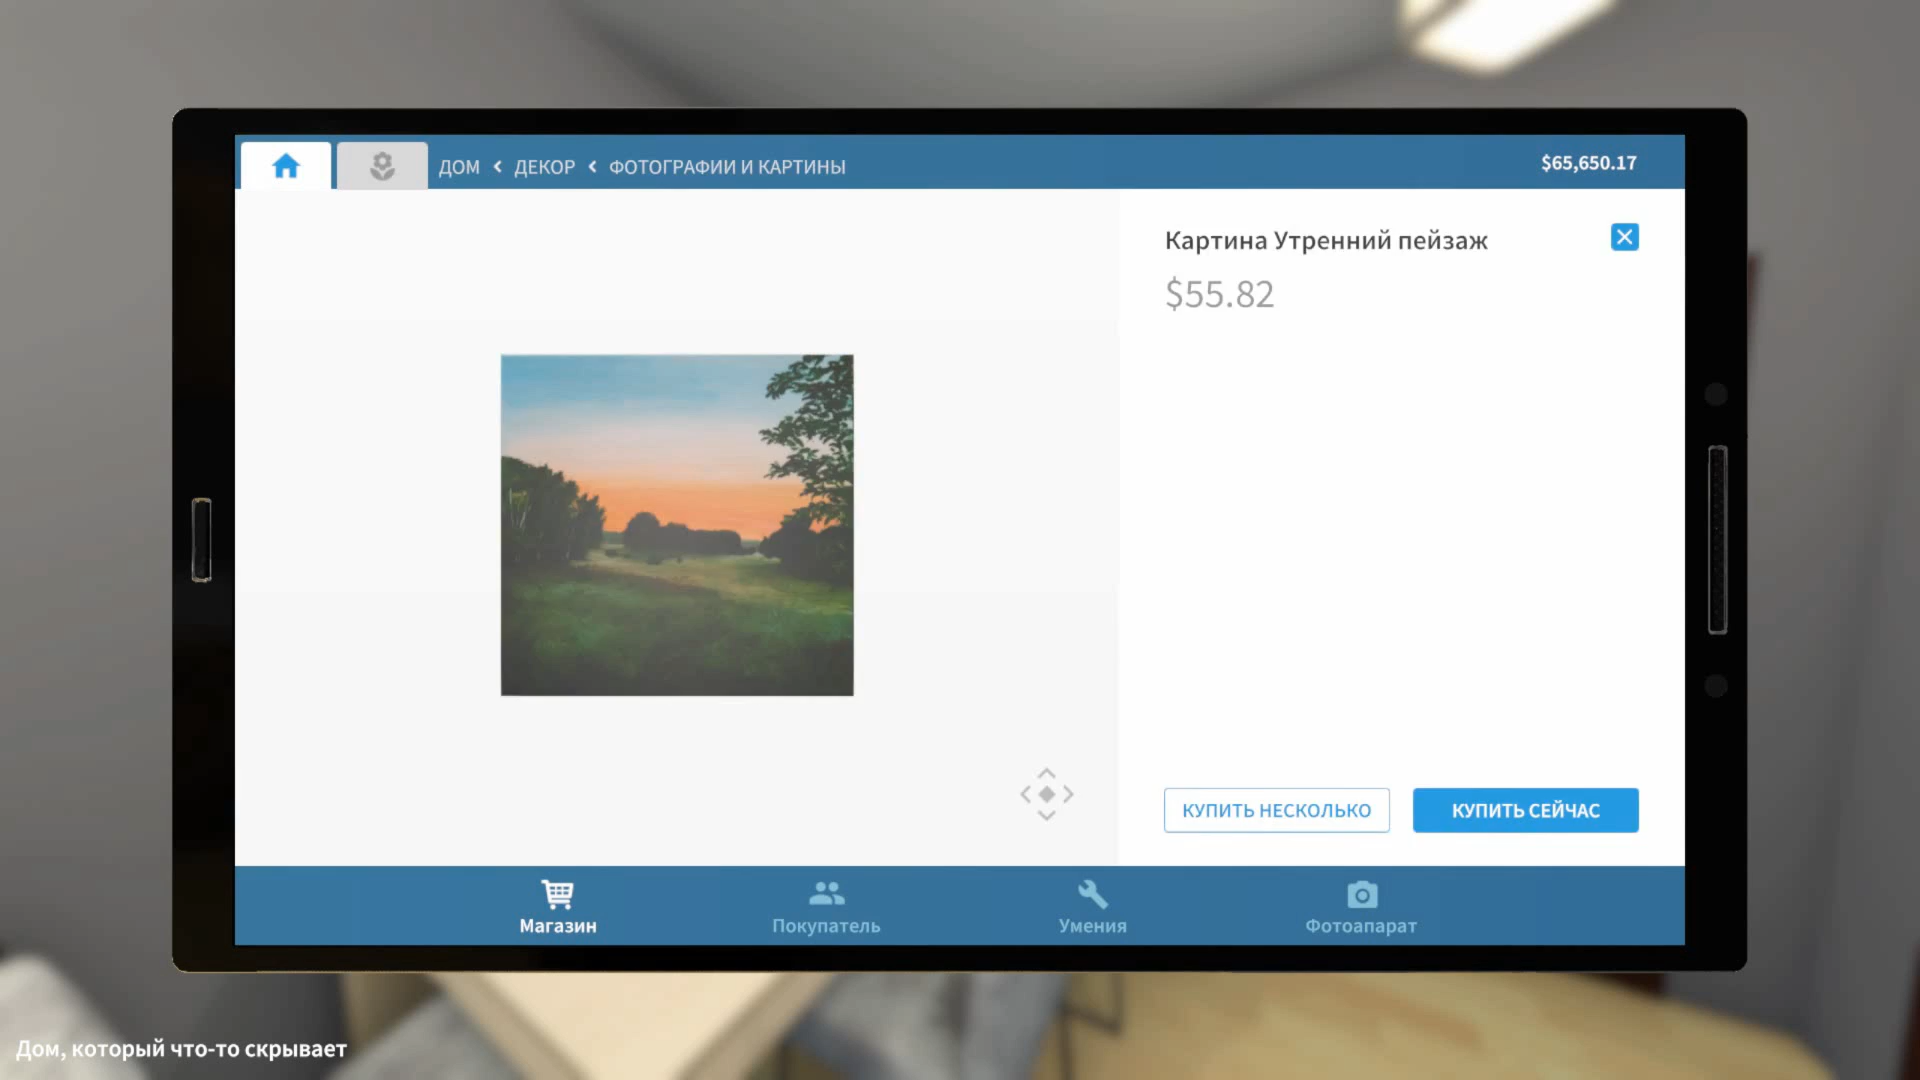 ДОМ < ДЕКОР < ФОТОГРАФИИ И КАРТИНЫ
$65,650.17
Картина Утренний пейзаж
$55.82
КУПИТЬ НЕСКОЛЬКО
КУПИТЬ СЕЙЧАС
Магазин
Покупатель
Умения
Фотоапарат
Дом, который что-то скрывает